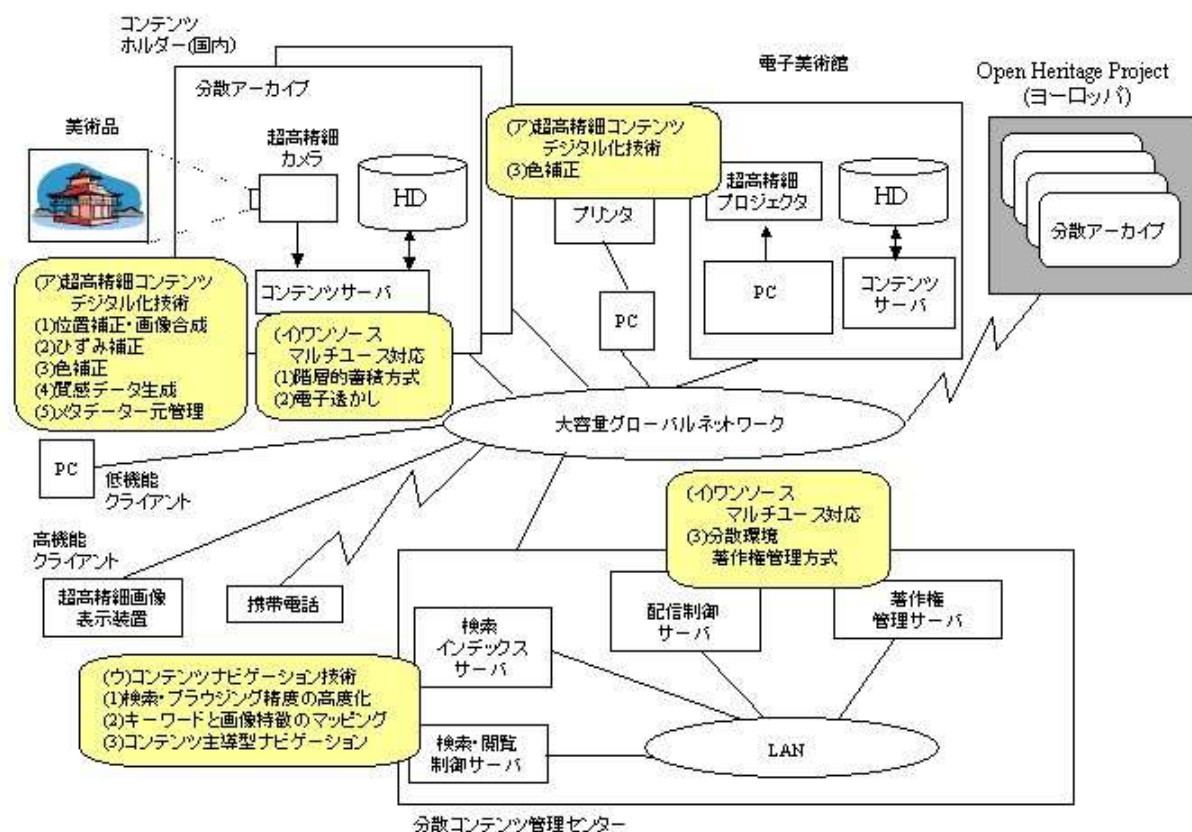 コンテンツ
ホルダー(国内)
分散アーカイブ
美術品
超高精細
カメラ
HD
コンテンツサーバ
(ア)超高精細コンテンツ
デジタル化技術
(1)位置補正・画像合成
(2)ひずみ補正
(3)色補正
(4)質感データ生成
(5)メタデータ一元管理
(イ)ワンソース
マルチユース対応
(1)階層的蓄積方式
(2)電子透かし
(ア)超高精細コンテンツ
デジタル化技術
(3)色補正
プリンタ
PC
電子美術館
超高精細
プロジェクタ
HD
PC
コンテンツ
サーバ
Open Heritage Project
(ヨーロッパ)
分散アーカイブ
大容量グローバルネットワーク
PC
低機能
クライアント
高機能
クライアント
超高精細画像
表示装置
携帯電話
(イ)ワンソース
マルチユース対応
(3)分散環境
著作権管理方式
検索
インデックス
サーバ
配信制御
サーバ
著作権
管理サーバ
(ウ)コンテンツナビゲーション技術
(1)検索・ブラウジング精度の高度化
(2)キーワードと画像特徴のマッピング
(3)コンテンツ主導型ナビゲーション
検索・閲覧
制御サーバ
LAN
分散コンテンツ管理センター